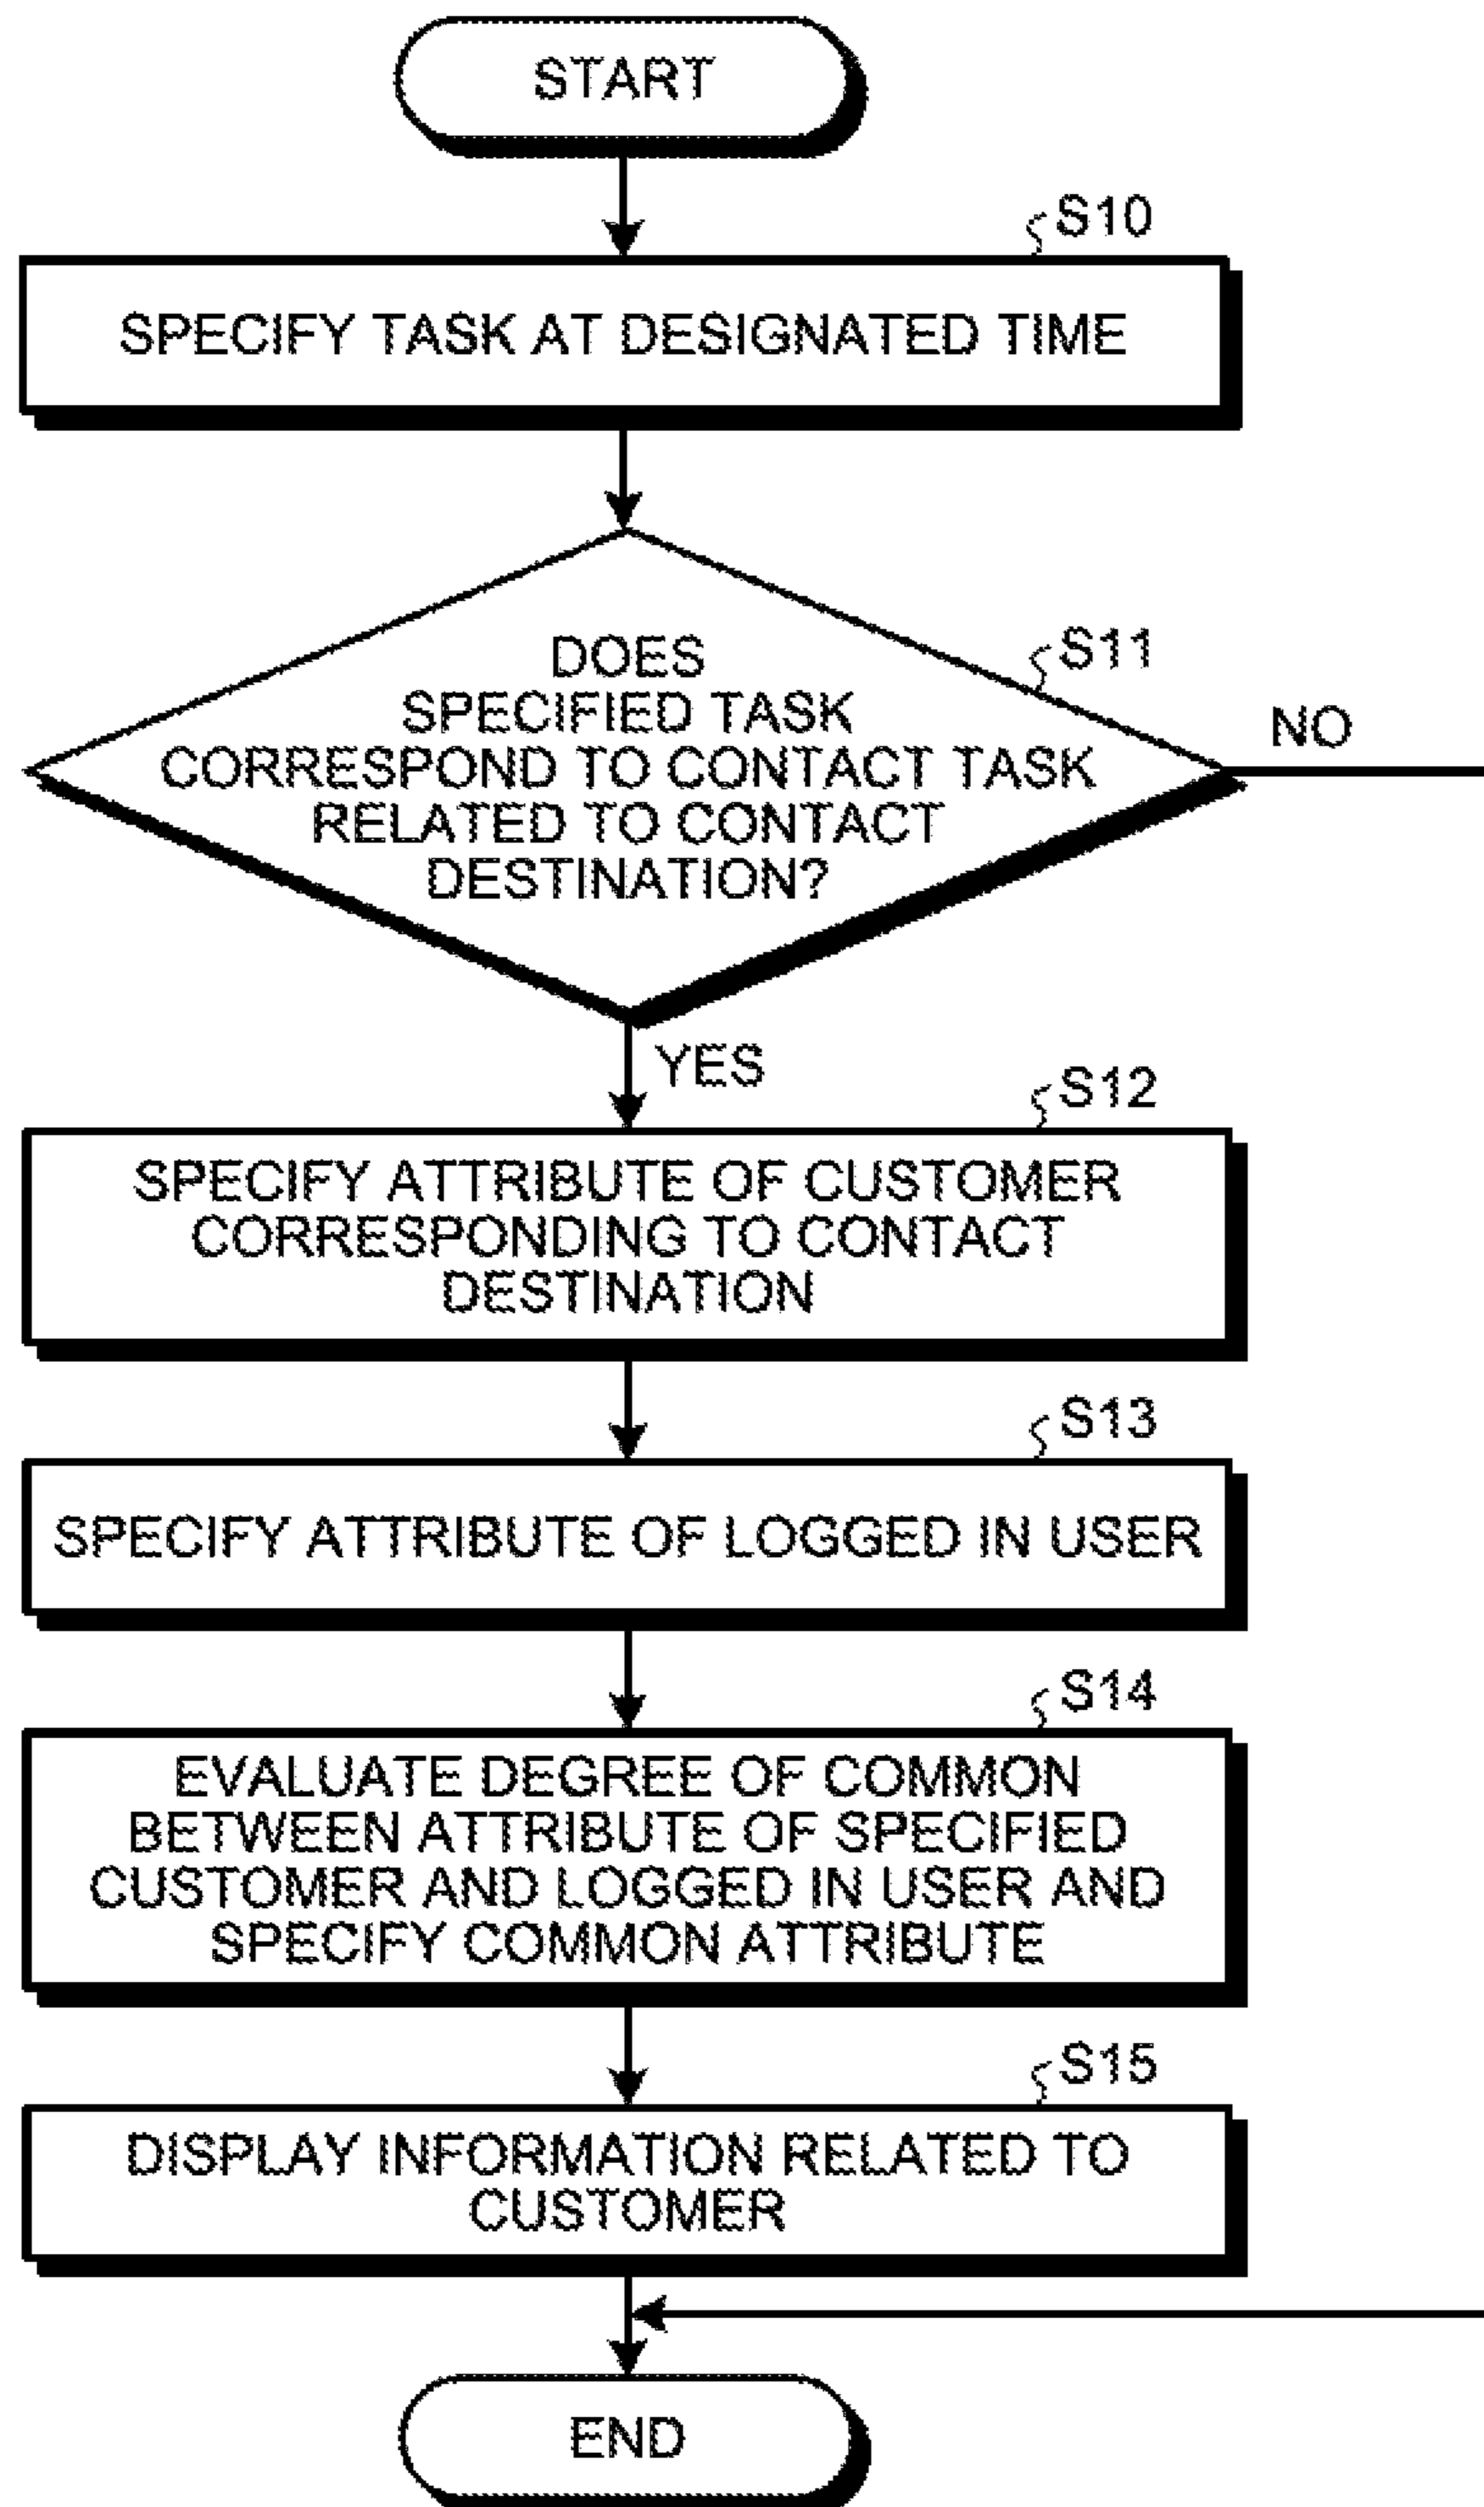 START
S10
SPECIFY TASK AT DESIGNATED TIME
S11
DOES
SPECIFIED TASK
CORRESPOND TO CONTACT TASK
RELATED TO CONTACT
DESTINATION?
NO
YES
S12
SPECIFY ATTRIBUTE OF CUSTOMER
CORRESPONDING TO CONTACT
DESTINATION
S13
SPECIFY ATTRIBUTE OF LOGGED IN USER
S14
EVALUATE DEGREE OF COMMON
BETWEEN ATTRIBUTE OF SPECIFIED
CUSTOMER AND LOGGED IN USER AND
SPECIFY COMMON ATTRIBUTE
S15
DISPLAY INFORMATION RELATED TO
CUSTOMER
END